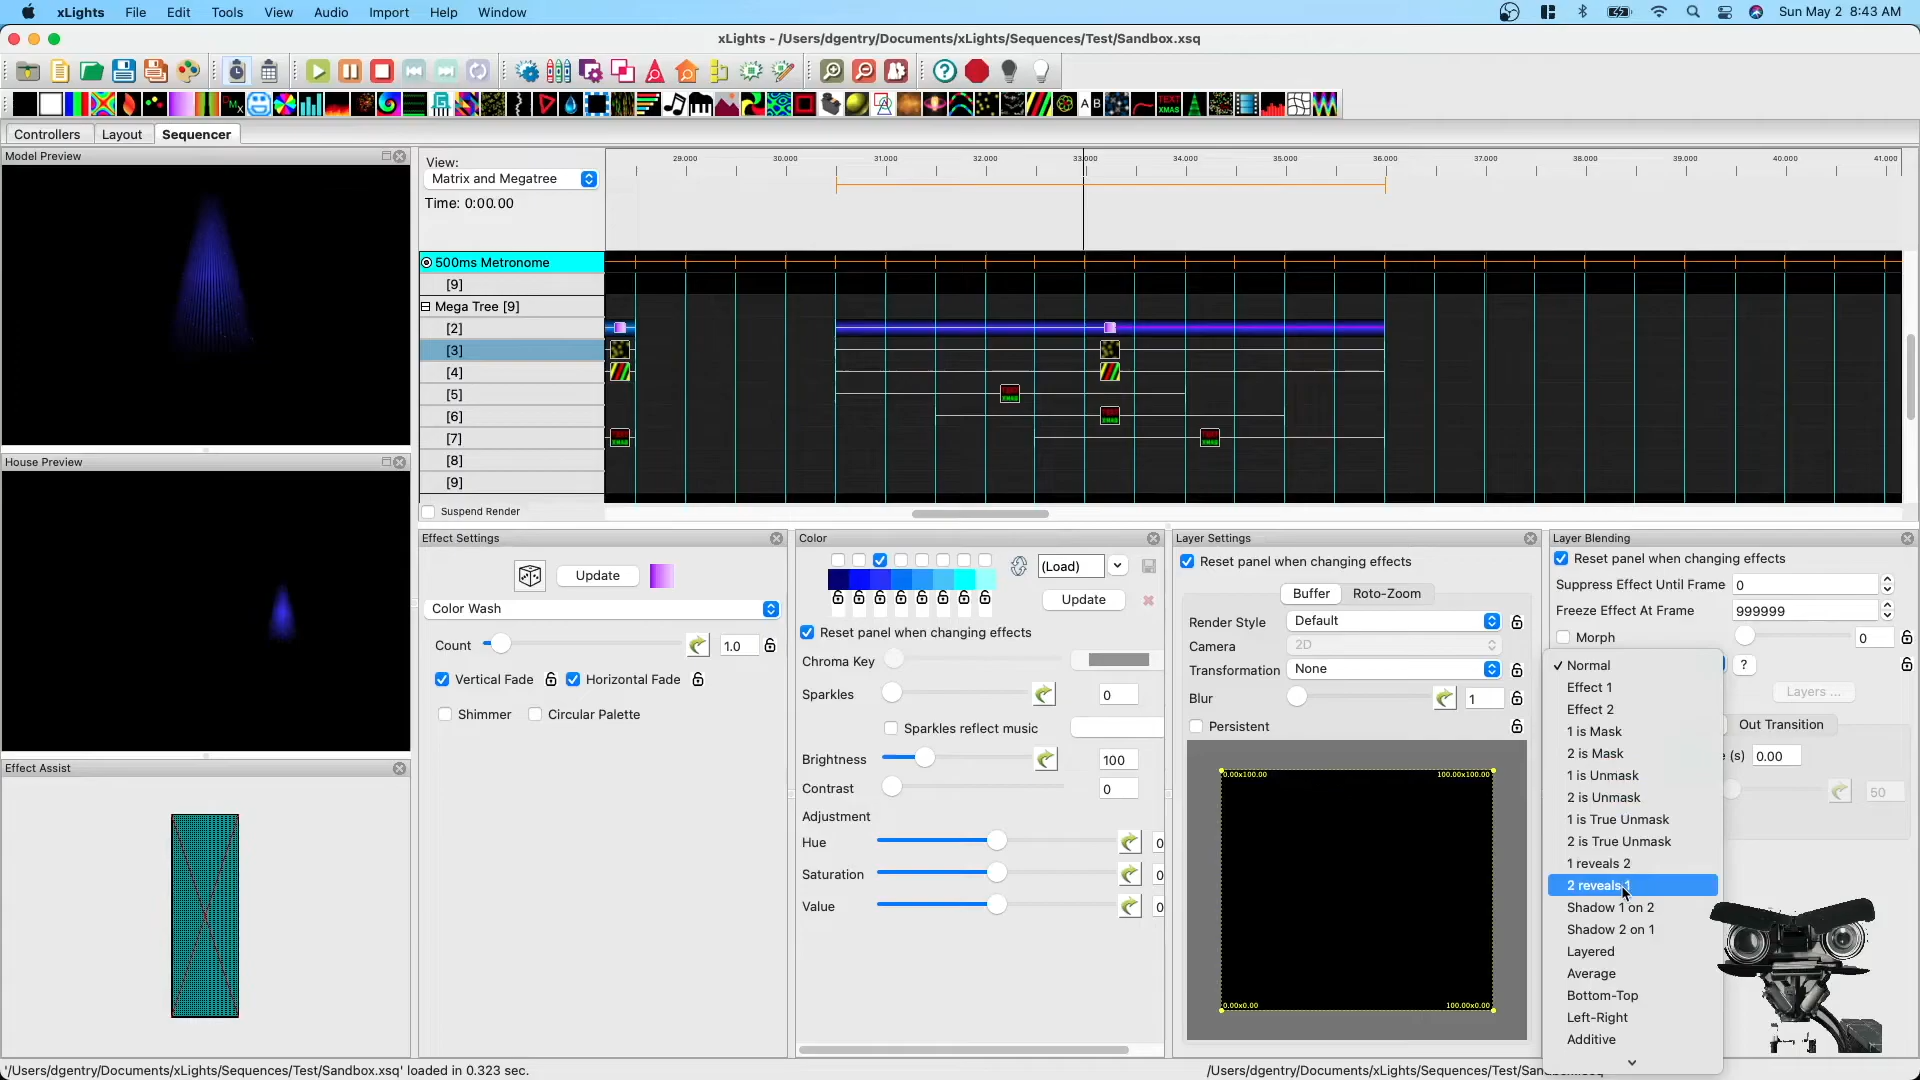 xLights File Edit Tools View Audio Import Help Window Sun May 2 8:43 AM
xLights - /Users/dgentry/Documents/xLights/Sequences/Test/Sandbox.xsq
Controllers Layout Sequencer
Model Preview
View:
Matrix and Megatree
Time: 0:00.00
29.000 30.000 31.000 32.000 33.000 34.000 35.000 36.000 37.000 38.000 39.000 40.000 41.000
500ms Metronome
[9]
Mega Tree [9]
[2]
[3]
[4]
[5]
[6]
[7]
[8]
[9]
Suspend Render
House Preview
Effect Assist
Effect Settings
Update
Color Wash
Count 1.0
Vertical Fade Horizontal Fade
Shimmer Circular Palette
Color
(Load)
Update
Reset panel when changing effects
Chroma Key
Sparkles 0
Sparkles reflect music
Brightness 100
Contrast 0
Adjustment
Hue 0
Saturation 0
Value 0
Layer Settings
Reset panel when changing effects
Buffer Roto-Zoom
Render Style Default
Camera 2D
Transformation None
Blur 1
Persistent
0.00x100.00 100.00x100.00
0.00x0.00 100.00x0.00
Layer Blending
Reset panel when changing effects
Suppress Effect Until Frame 0
Freeze Effect At Frame 999999
Morph 0
?
Layers ...
Out Transition
(s) 0.00
50
✓ Normal
Effect 1
Effect 2
1 is Mask
2 is Mask
1 is Unmask
2 is Unmask
1 is True Unmask
2 is True Unmask
1 reveals 2
2 reveals 1
Shadow 1 on 2
Shadow 2 on 1
Layered
Average
Bottom-Top
Left-Right
Additive
'/Users/dgentry/Documents/xLights/Sequences/Test/Sandbox.xsq' loaded in 0.323 sec.